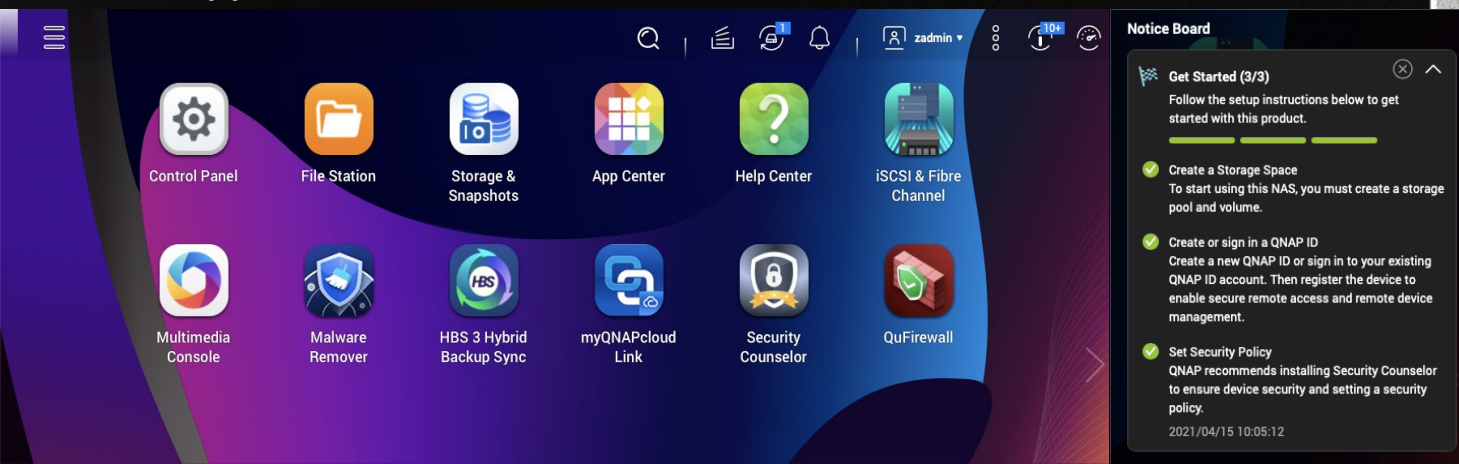 1
zadmin
10+
Control Panel
File Station
Storage &
Snapshots
App Center
Help Center
iSCSI & Fibre
Channel
Multimedia
Console
Malware
Remover
HBS
HBS 3 Hybrid
Backup Sync
myQNAPcloud
Link
Security
Counselor
QuFirewall
Notice Board
Get Started (3/3)
Follow the setup instructions below to get
started with this product.
Create a Storage Space
To start using this NAS, you must create a storage
pool and volume.
Create or sign in a QNAP ID
Create a new QNAP ID or sign in to your existing
QNAP ID account. Then register the device to
enable secure remote access and remote device
management.
Set Security Policy
QNAP recommends installing Security Counselor
to ensure device security and setting a security
policy.
2021/04/15 10:05:12